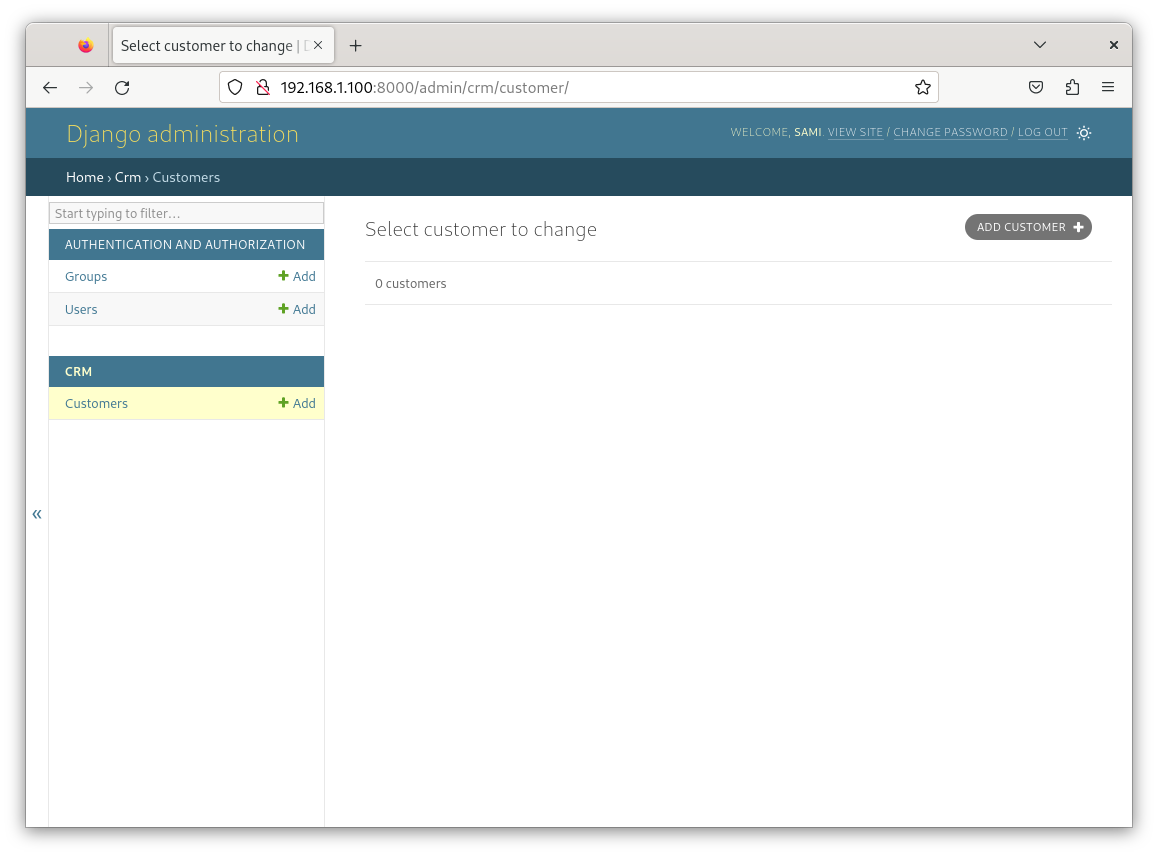 Select customer to change |
192.168.1.100:8000/admin/crm/customer/
Django administration
WELCOME, SAMI. VIEW SITE / CHANGE PASSWORD / LOG OUT
Home › Crm › Customers
Start typing to filter…
AUTHENTICATION AND AUTHORIZATION
Groups + Add
Users + Add
CRM
Customers + Add
«
Select customer to change
ADD CUSTOMER +
0 customers